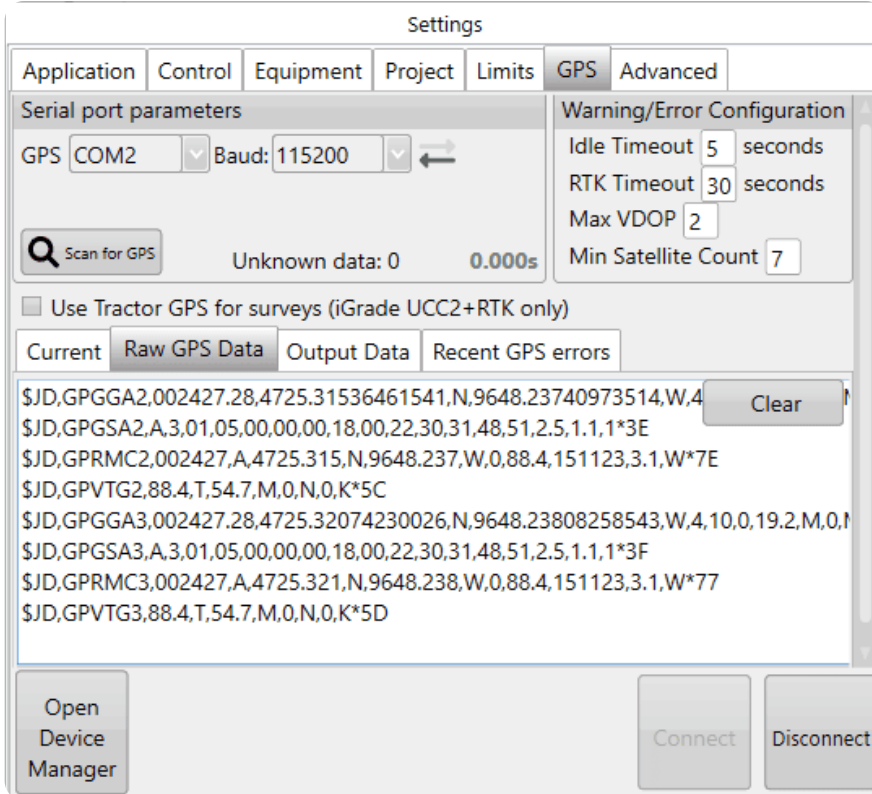 Settings
Application Control Equipment Project Limits GPS Advanced
Serial port parameters
GPS COM2 Baud: 115200
Scan for GPS
Unknown data: 0 0.000s
Warning/Error Configuration
Idle Timeout 5 seconds
RTK Timeout 30 seconds
Max VDOP 2
Min Satellite Count 7
Use Tractor GPS for surveys (iGrade UCC2+RTK only)
Current Raw GPS Data Output Data Recent GPS errors
$JD,GPGGA2,002427.28,4725.31536461541,N,9648.23740973514,W,4
Clear
$JD,GPGSA2,A,3,01,05,00,00,00,18,00,22,30,31,48,51,2.5,1.1,1*3E
$JD,GPRMC2,002427,A,4725.315,N,9648.237,W,0,88.4,151123,3.1,W*7E
$JD,GPVTG2,88.4,T,54.7,M,0,N,0,K*5C
$JD,GPGGA3,002427.28,4725.32074230026,N,9648.23808258543,W,4,10,0,19.2,M,0,
$JD,GPGSA3,A,3,01,05,00,00,00,18,00,22,30,31,48,51,2.5,1.1,1*3F
$JD,GPRMC3,002427,A,4725.321,N,9648.238,W,0,88.4,151123,3.1,W*77
$JD,GPVTG3,88.4,T,54.7,M,0,N,0,K*5D
Open
Device
Manager
Connect
Disconnect